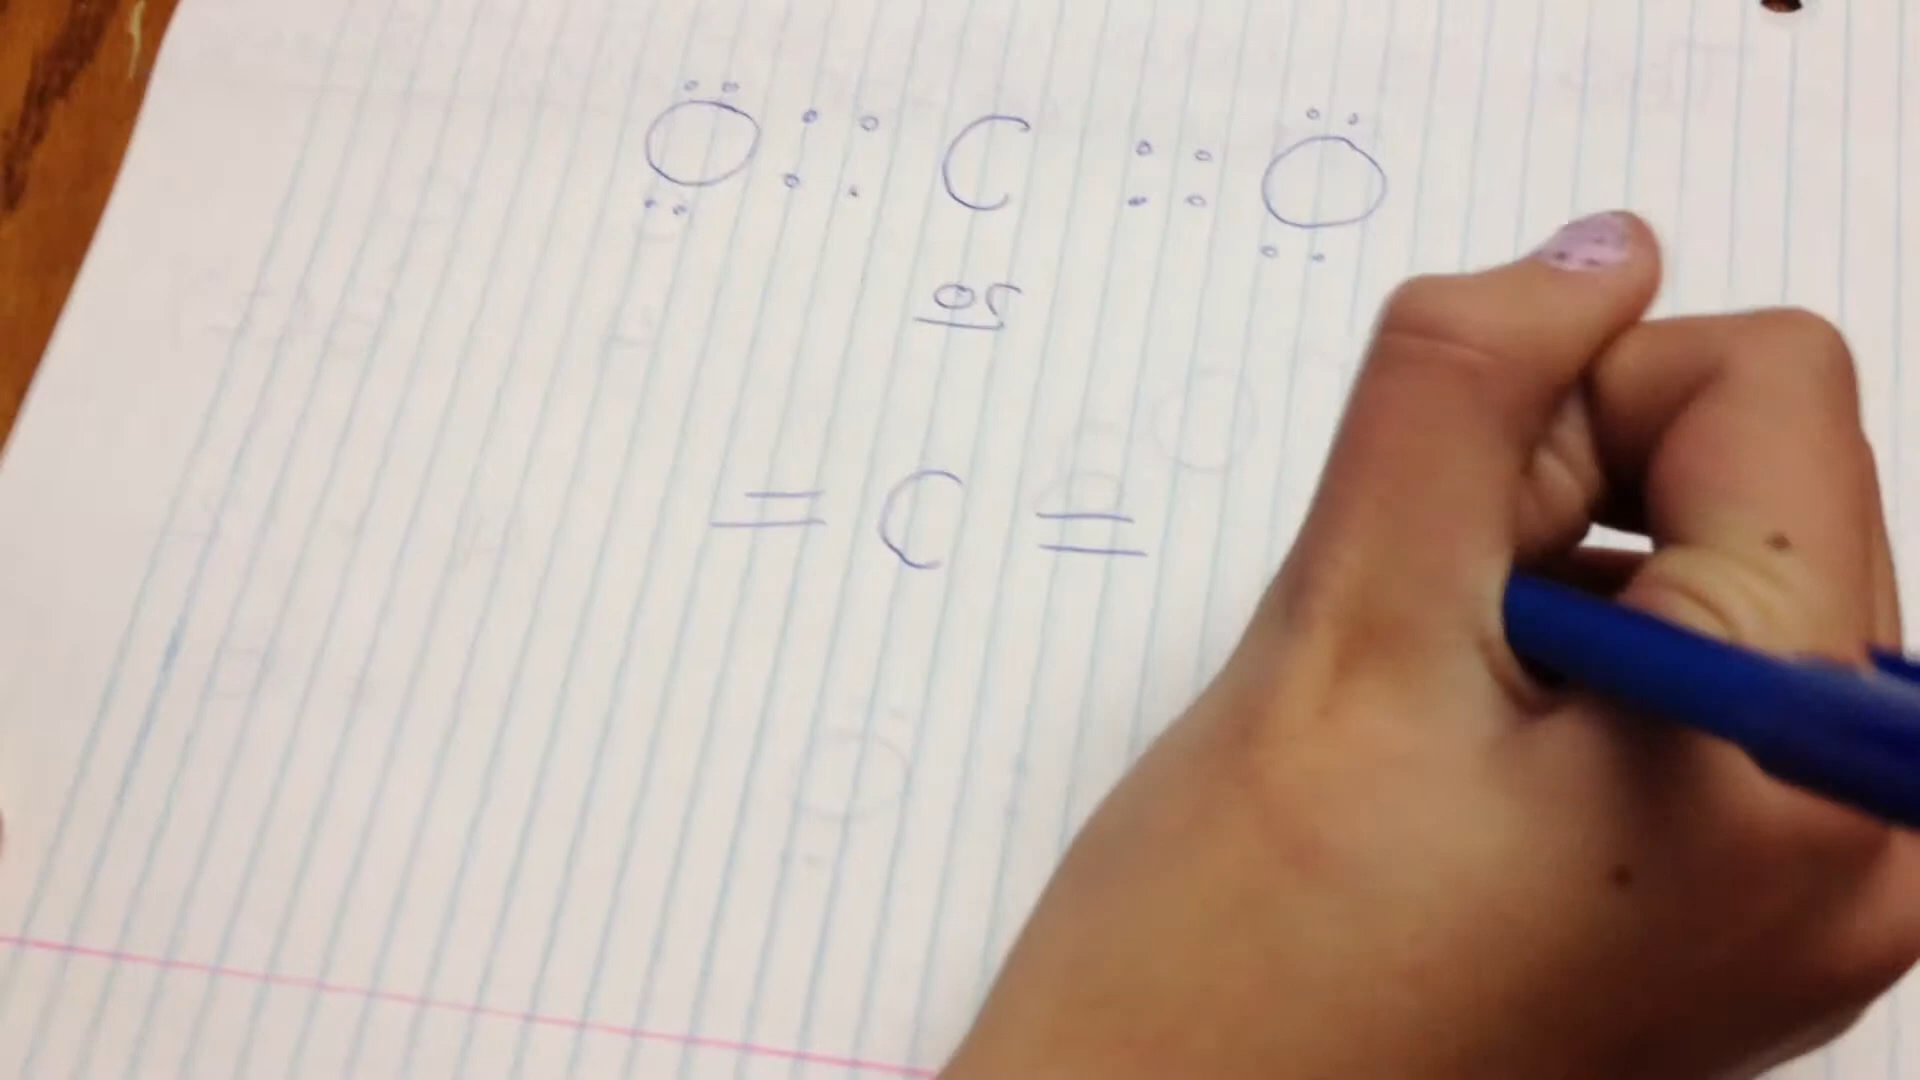 O :: C :: O
or
= C =